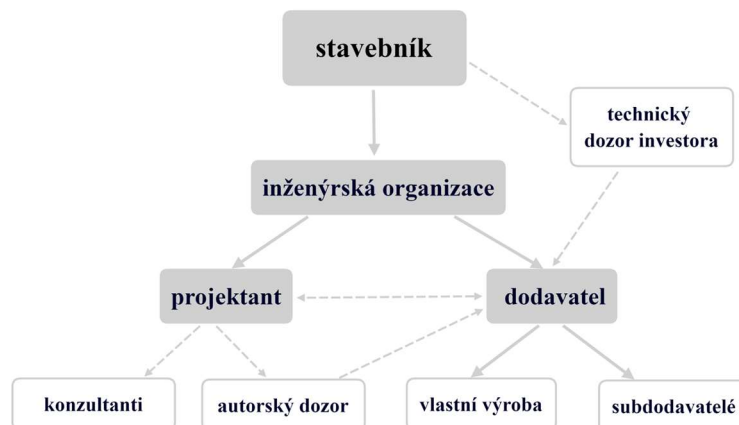 stavebník
technický
dozor investora
inženýrská organizace
projektant
dodavatel
konzultanti
autorský dozor
vlastní výroba
subdodavatelé